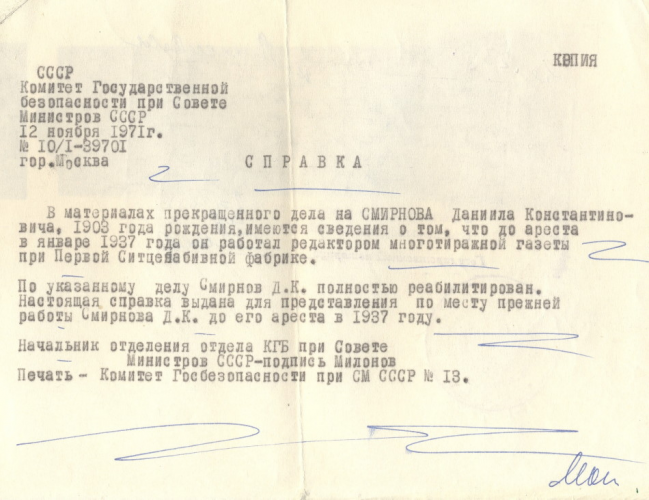 КОПИЯ
СССР
Комитет Государственной
безопасности при Совете
Министров СССР
12 ноября 1971г.
№ 10/I-39701
гор.Москва
СПРАВКА
В материалах прекращенного дела на СМИРНОВА Даниила Константино-
вича, 1903 года рождения,имеются сведения о том, что до ареста
в январе 1937 года он работал редактором многотиражной газеты
при Первой Ситценабивной фабрике.
По указанному делу Смирнов Д.К. полностью реабилитирован.
Настоящая справка выдана для представления по месту прежней
работы Смирнова Д.К. до его ареста в 1937 году.
Начальник отделения отдела КГБ при Совете
Министров СССР-подпись Милонов
Печать - Комитет Госбезопасности при СМ СССР № 13.